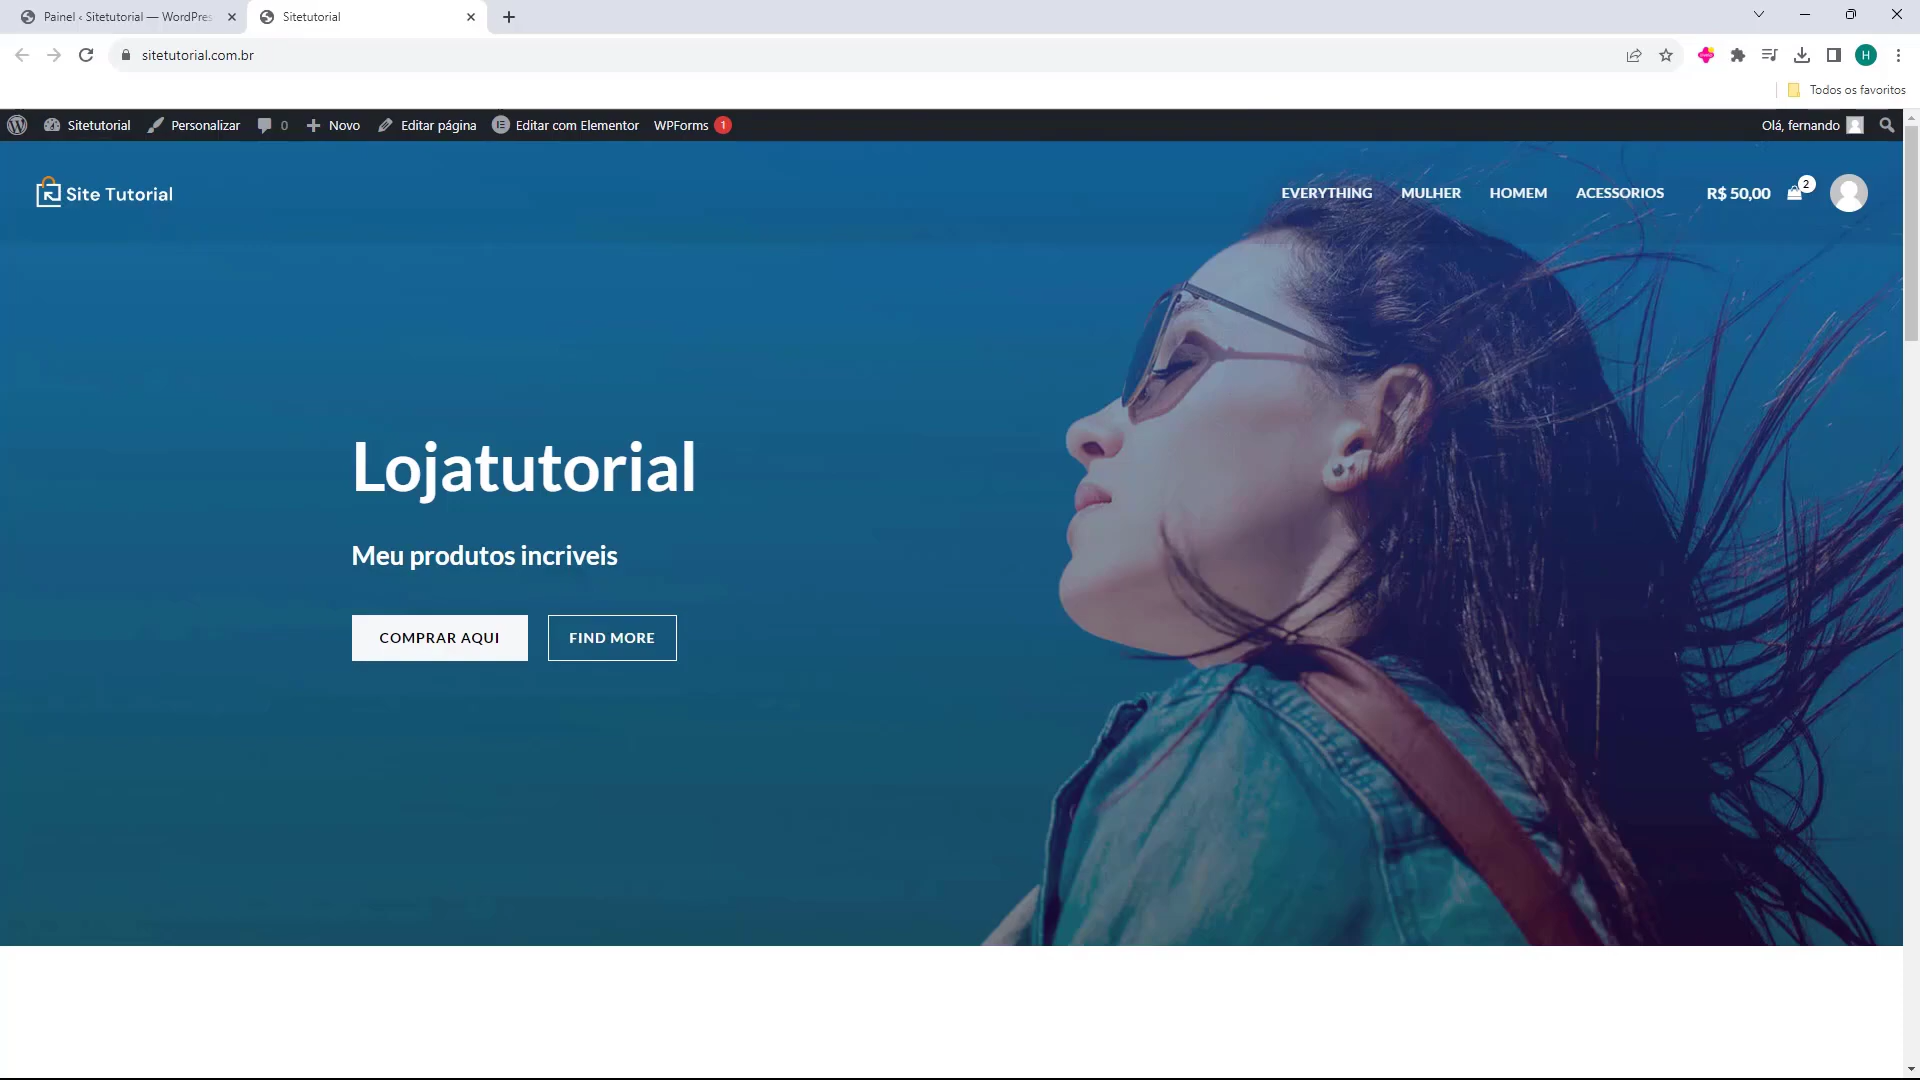 Painel ‹ Sitetutorial — WordPres
Sitetutorial
sitetutorial.com.br
H
Todos os favoritos
Sitetutorial
Personalizar
0
Novo
Editar página
Editar com Elementor
WPForms 1
Olá, fernando
Site Tutorial
EVERYTHING
MULHER
HOMEM
ACESSORIOS
R$ 50,00
2
Lojatutorial
Meu produtos incriveis
COMPRAR AQUI
FIND MORE